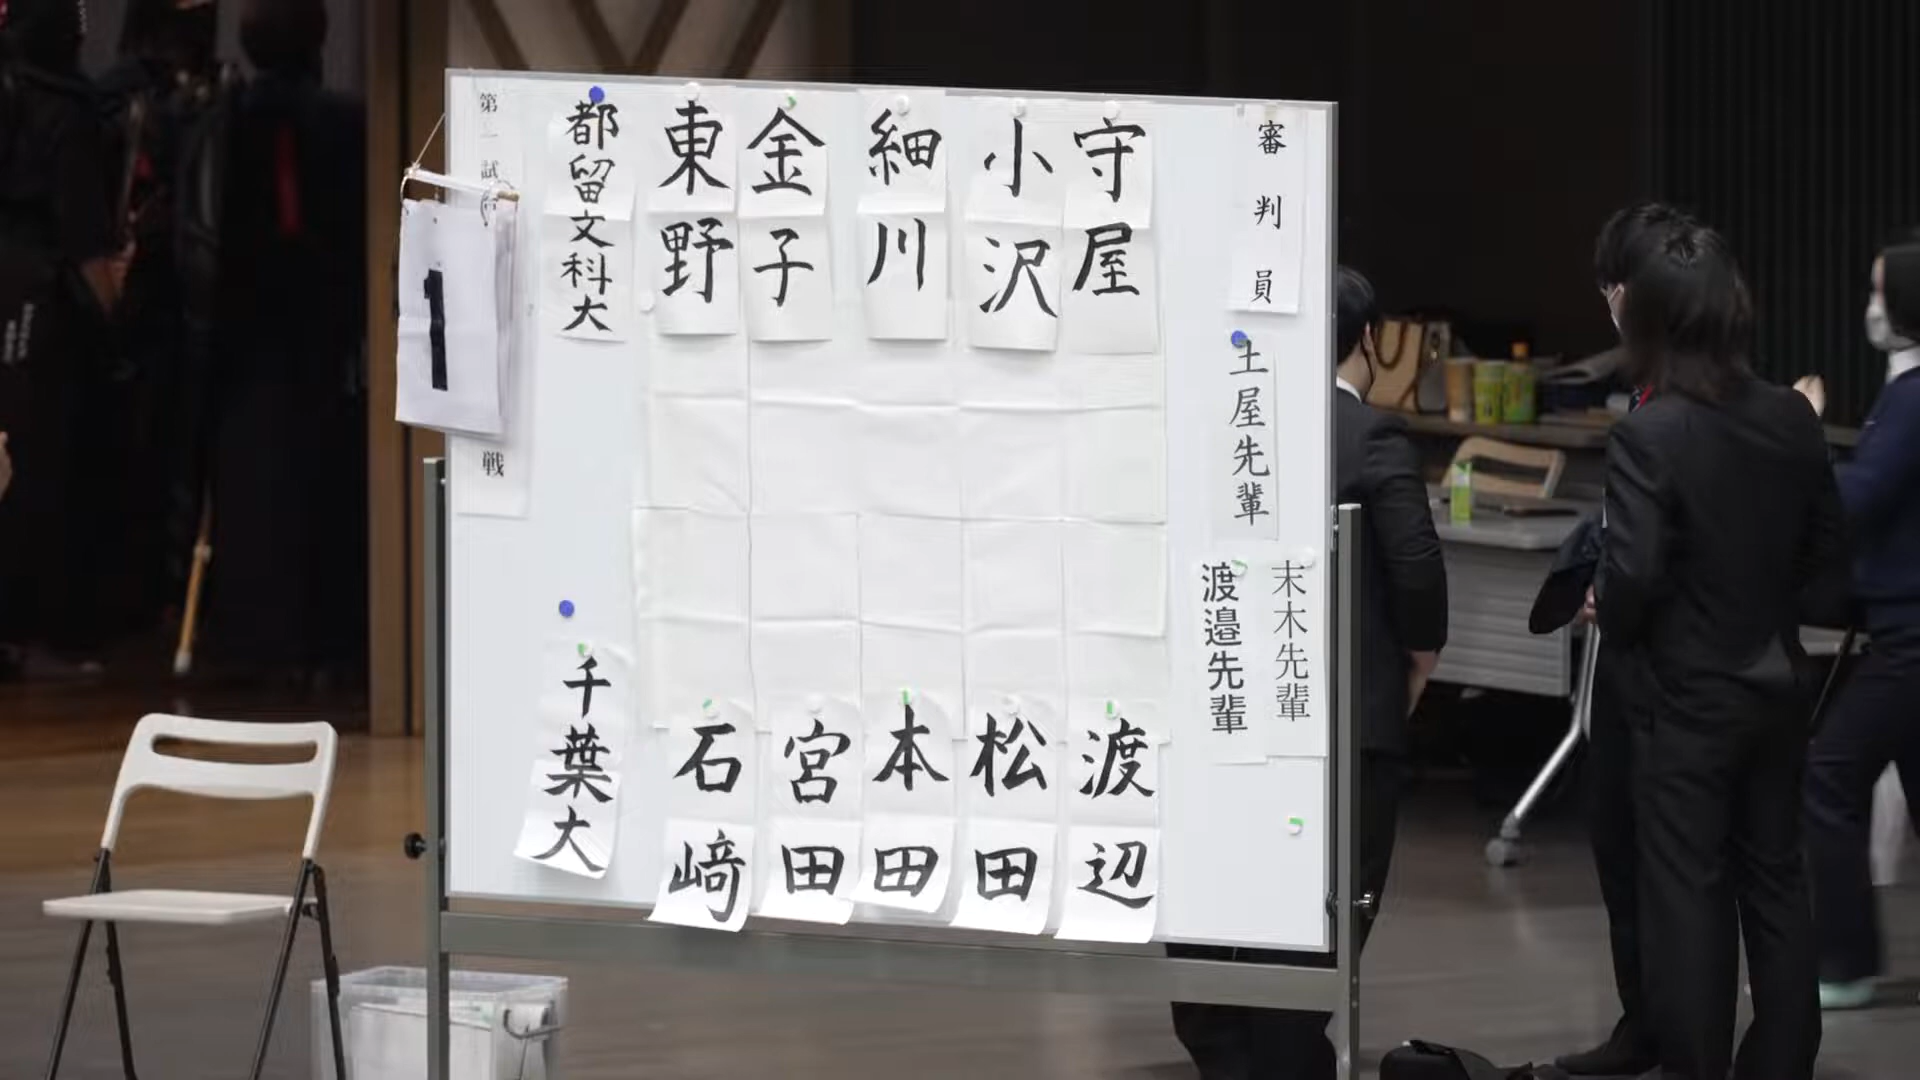 審判員
土屋先輩
末木先輩
渡邉先輩
守屋
小沢
細川
金子
東野
都留文科大
渡辺
松田
本田
宮田
石﨑
千葉大
第 試合
戦
1